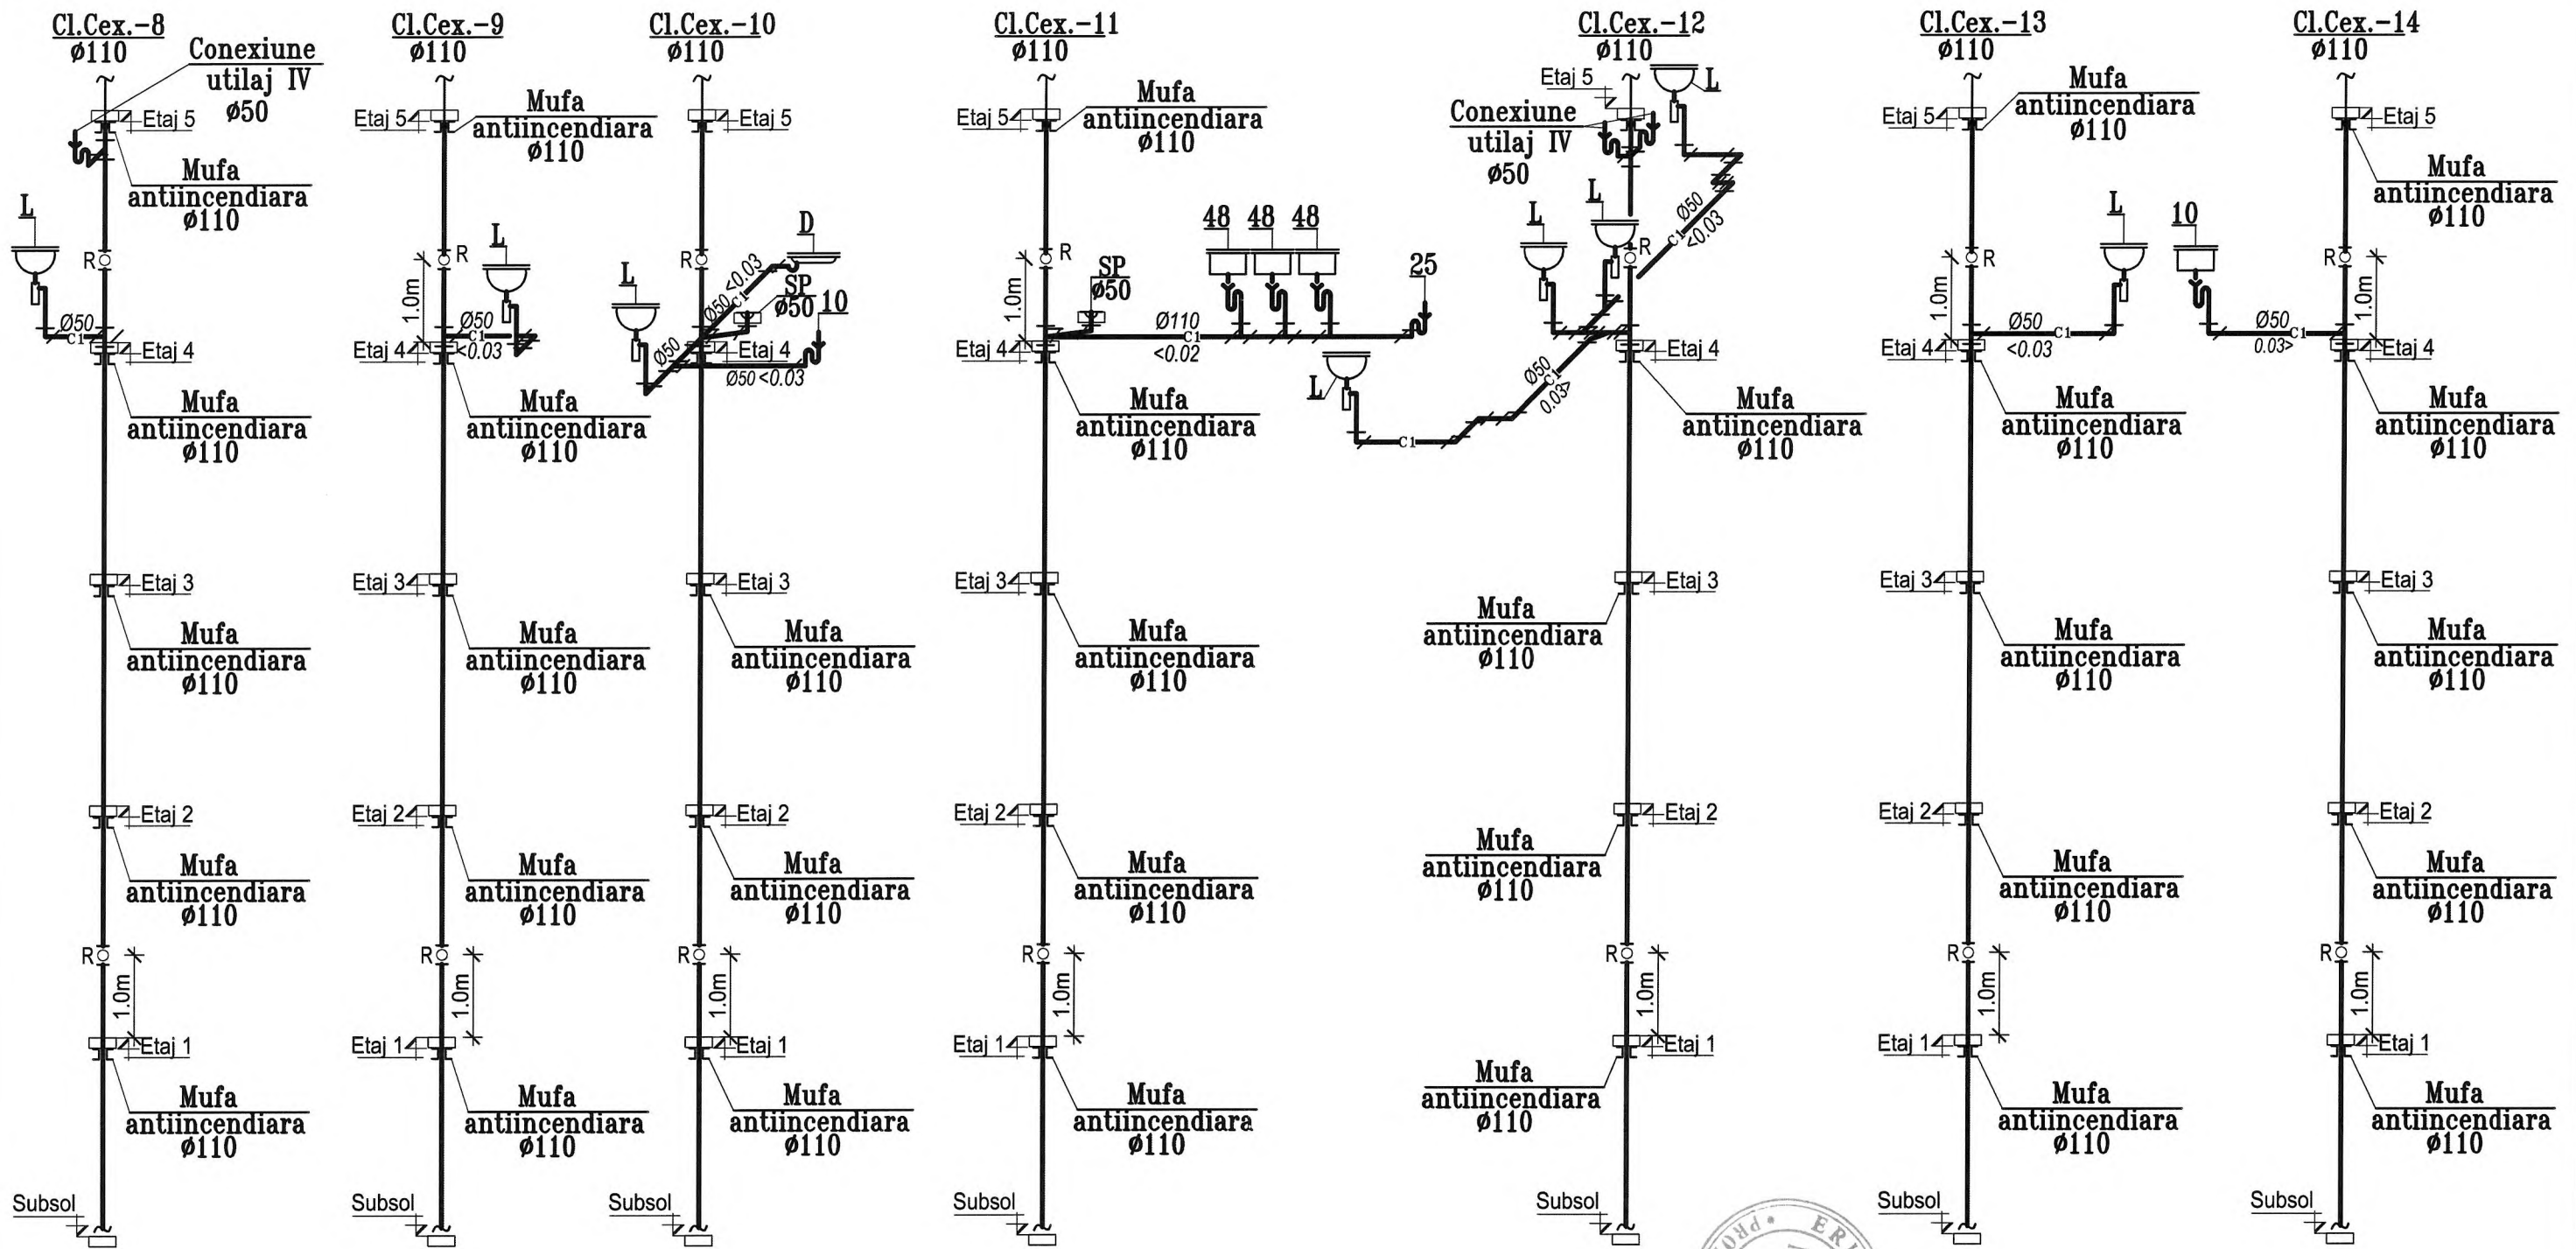 Cl.Cex.-8
ø110
Conexiune
utilaj IV
ø50
Etaj 5
Mufa
antiincendiara
ø110
L
R
Ø50
C1
Etaj 4
Mufa
antiincendiara
ø110
Etaj 3
Mufa
antiincendiara
ø110
Etaj 2
Mufa
antiincendiara
ø110
R
1.0m
Etaj 1
Mufa
antiincendiara
ø110
Subsol
Cl.Cex.-9
ø110
Etaj 5
Mufa
antiincendiara
ø110
R
1.0m
L
Ø50
C1
<0.03
Etaj 4
Mufa
antiincendiara
ø110
Etaj 3
Mufa
antiincendiara
ø110
Etaj 2
Mufa
antiincendiara
ø110
R
1.0m
Etaj 1
Mufa
antiincendiara
ø110
Subsol
Cl.Cex.-10
ø110
Etaj 5
R
D
Ø50 <0.03
C1
SP
ø50
10
L
Ø50
Etaj 4
Ø50 <0.03
Etaj 3
Mufa
antiincendiara
ø110
Etaj 2
Mufa
antiincendiara
ø110
R
1.0m
Etaj 1
Mufa
antiincendiara
ø110
Subsol
Cl.Cex.-11
ø110
Etaj 5
Mufa
antiincendiara
ø110
R
1.0m
SP
ø50
48 48 48
25
Ø110
C1
<0.02
Etaj 4
Mufa
antiincendiara
ø110
Etaj 3
Mufa
antiincendiara
ø110
Etaj 2
Mufa
antiincendiara
ø110
R
1.0m
Etaj 1
Mufa
antiincendiara
ø110
Subsol
Cl.Cex.-12
ø110
Etaj 5
L
Conexiune
utilaj IV
ø50
L
L
R
Ø50
C1
<0.03
L
Ø50
C1
0.03>
C1
Etaj 4
Mufa
antiincendiara
ø110
Etaj 3
Mufa
antiincendiara
ø110
Etaj 2
Mufa
antiincendiara
ø110
R
1.0m
Etaj 1
Mufa
antiincendiara
ø110
Subsol
Cl.Cex.-13
ø110
Etaj 5
Mufa
antiincendiara
ø110
R
1.0m
L
Ø50
C1
<0.03
Etaj 4
Mufa
antiincendiara
ø110
Etaj 3
Mufa
antiincendiara
ø110
Etaj 2
Mufa
antiincendiara
ø110
R
1.0m
Etaj 1
Mufa
antiincendiara
ø110
Subsol
Cl.Cex.-14
ø110
Etaj 5
Mufa
antiincendiara
ø110
10
R
1.0m
Ø50
C1
0.03>
Etaj 4
Mufa
antiincendiara
ø110
Etaj 3
Mufa
antiincendiara
ø110
Etaj 2
Mufa
antiincendiara
ø110
R
1.0m
Etaj 1
Mufa
antiincendiara
ø110
Subsol